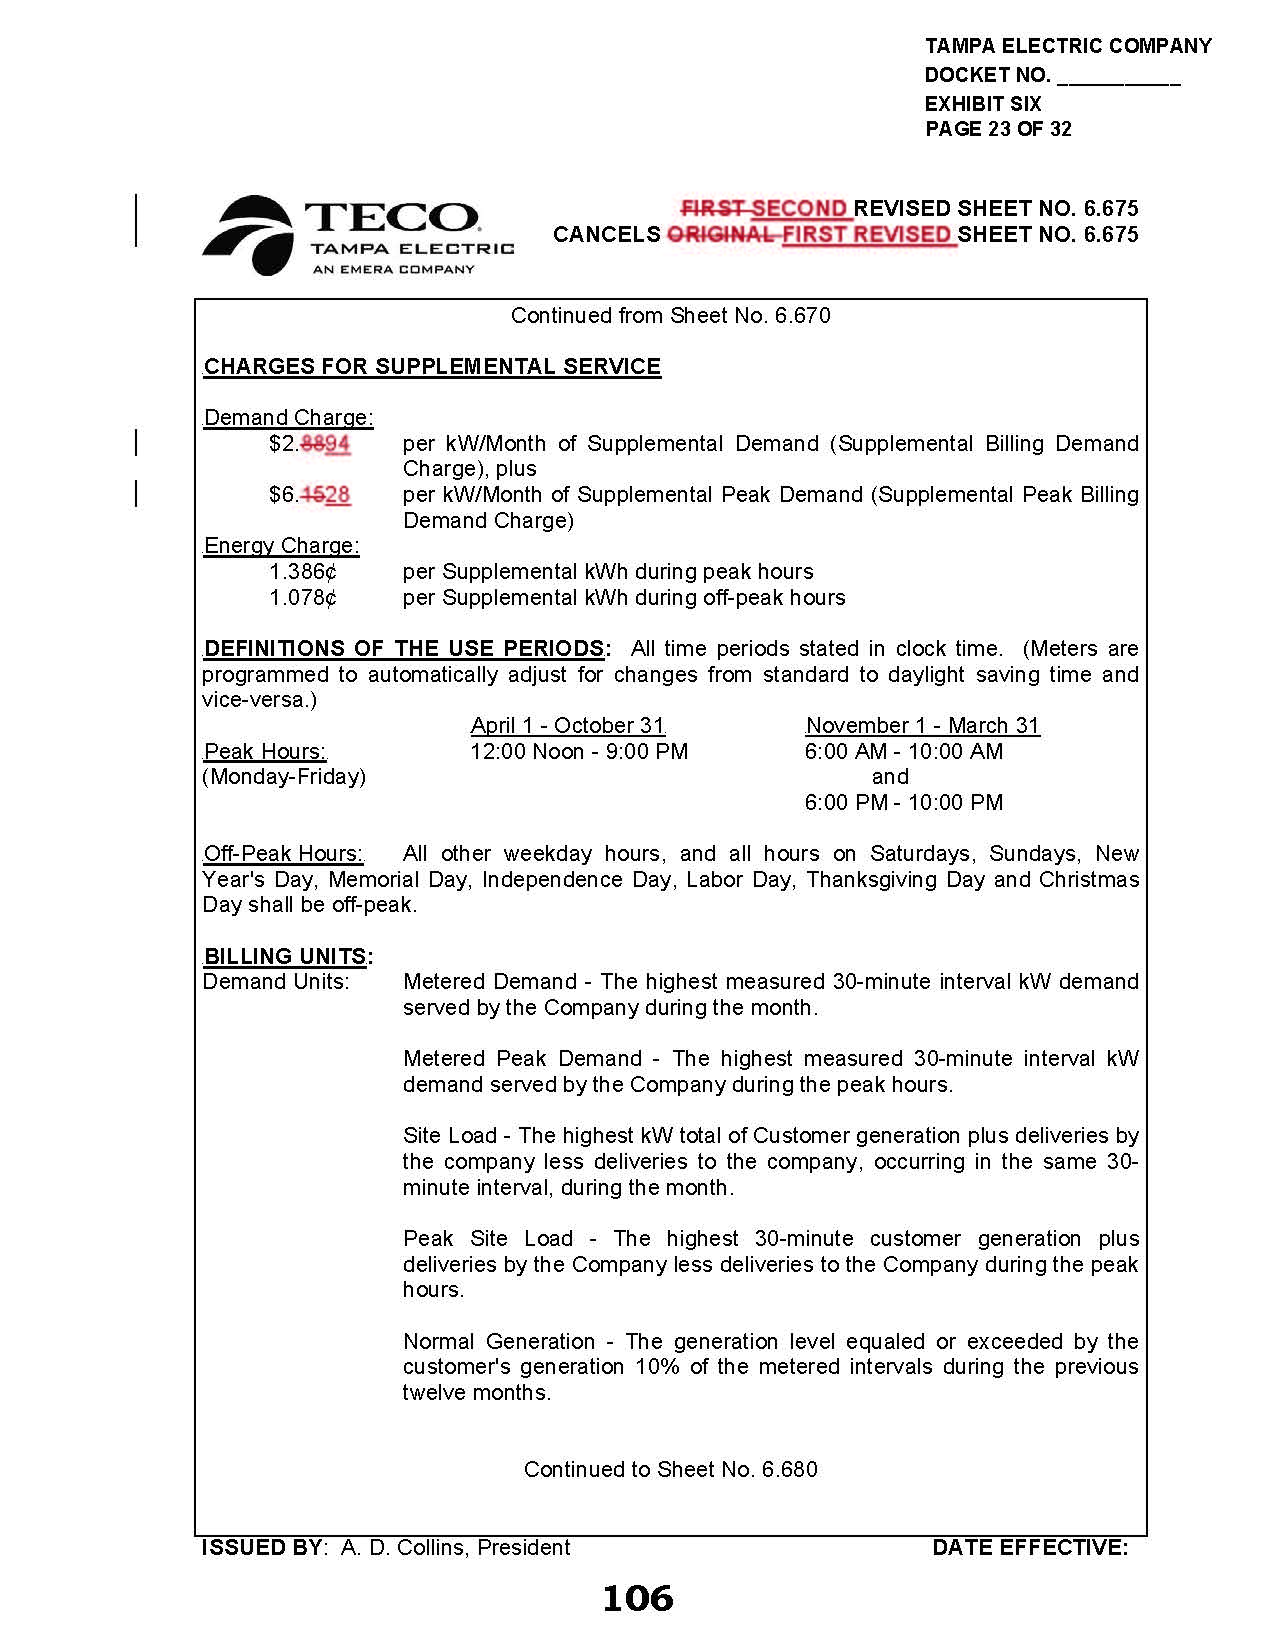 TAMPA ELECTRIC COMPANY
DOCKET NO. ___________
EXHIBIT SIX
PAGE 23 OF 32
TECO.
TAMPA ELECTRIC
AN EMERA COMPANY
FIRST SECOND REVISED SHEET NO. 6.675
CANCELS ORIGINAL FIRST REVISED SHEET NO. 6.675
Continued from Sheet No. 6.670
CHARGES FOR SUPPLEMENTAL SERVICE
Demand Charge:
$2.8894 per kW/Month of Supplemental Demand (Supplemental Billing Demand
Charge), plus
$6.1528 per kW/Month of Supplemental Peak Demand (Supplemental Peak Billing
Demand Charge)
Energy Charge:
1.386¢ per Supplemental kWh during peak hours
1.078¢ per Supplemental kWh during off-peak hours
DEFINITIONS OF THE USE PERIODS: All time periods stated in clock time. (Meters are
programmed to automatically adjust for changes from standard to daylight saving time and
vice-versa.)
April 1 - October 31 November 1 - March 31
Peak Hours: 12:00 Noon - 9:00 PM 6:00 AM - 10:00 AM
(Monday-Friday) and
6:00 PM - 10:00 PM
Off-Peak Hours: All other weekday hours, and all hours on Saturdays, Sundays, New
Year's Day, Memorial Day, Independence Day, Labor Day, Thanksgiving Day and Christmas
Day shall be off-peak.
BILLING UNITS:
Demand Units: Metered Demand - The highest measured 30-minute interval kW demand
served by the Company during the month.
Metered Peak Demand - The highest measured 30-minute interval kW
demand served by the Company during the peak hours.
Site Load - The highest kW total of Customer generation plus deliveries by
the company less deliveries to the company, occurring in the same 30-
minute interval, during the month.
Peak Site Load - The highest 30-minute customer generation plus
deliveries by the Company less deliveries to the Company during the peak
hours.
Normal Generation - The generation level equaled or exceeded by the
customer's generation 10% of the metered intervals during the previous
twelve months.
Continued to Sheet No. 6.680
ISSUED BY: A. D. Collins, President DATE EFFECTIVE:
106